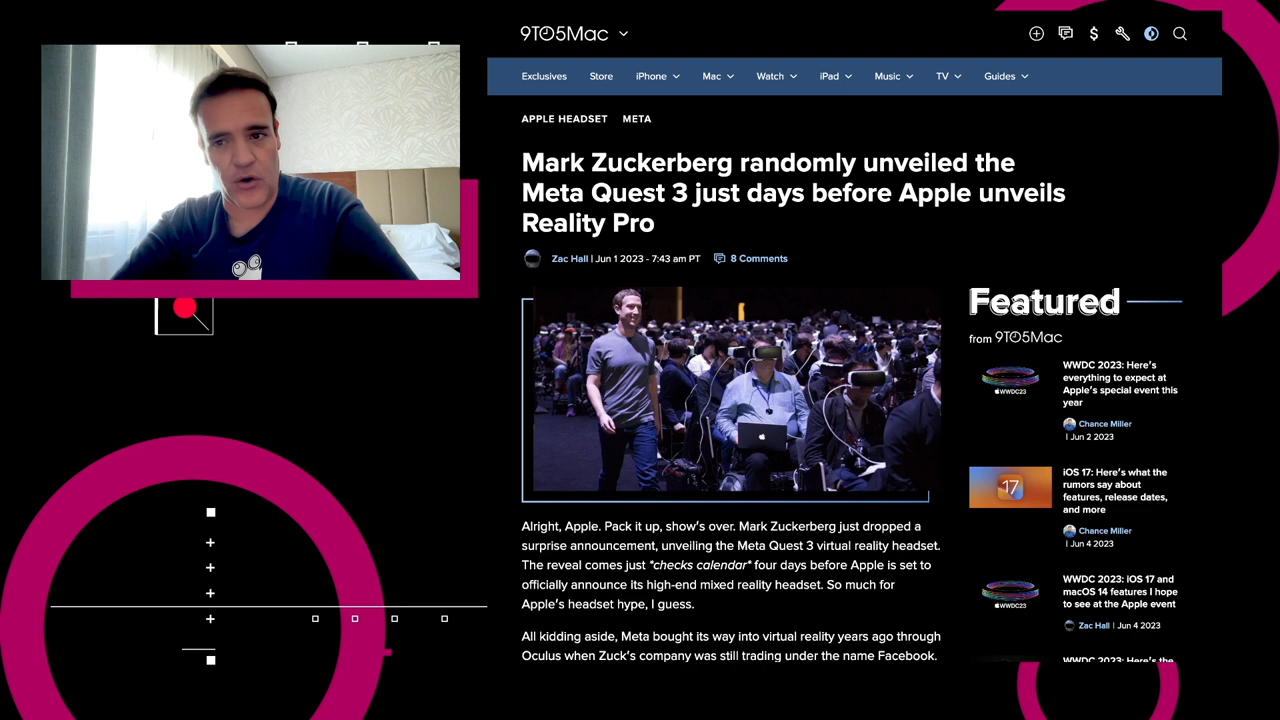 9TO5Mac
Exclusives Store iPhone Mac Watch iPad Music TV Guides
APPLE HEADSET META
Mark Zuckerberg randomly unveiled the
Meta Quest 3 just days before Apple unveils
Reality Pro
Zac Hall | Jun 1 2023 - 7:43 am PT 8 Comments
Alright, Apple. Pack it up, show's over. Mark Zuckerberg just dropped a
surprise announcement, unveiling the Meta Quest 3 virtual reality headset.
The reveal comes just *checks calendar* four days before Apple is set to
officially announce its high-end mixed reality headset. So much for
Apple's headset hype, I guess.
All kidding aside, Meta bought its way into virtual reality years ago through
Oculus when Zuck's company was still trading under the name Facebook.
Featured
from 9TO5Mac
WWDC23
WWDC 2023: Here's
everything to expect at
Apple's special event this
year
Chance Miller
| Jun 2 2023
17
iOS 17: Here's what the
rumors say about
features, release dates,
and more
Chance Miller
| Jun 4 2023
WWDC23
WWDC 2023: iOS 17 and
macOS 14 features I hope
to see at the Apple event
Zac Hall | Jun 4 2023
WWDC 2023: Here's the